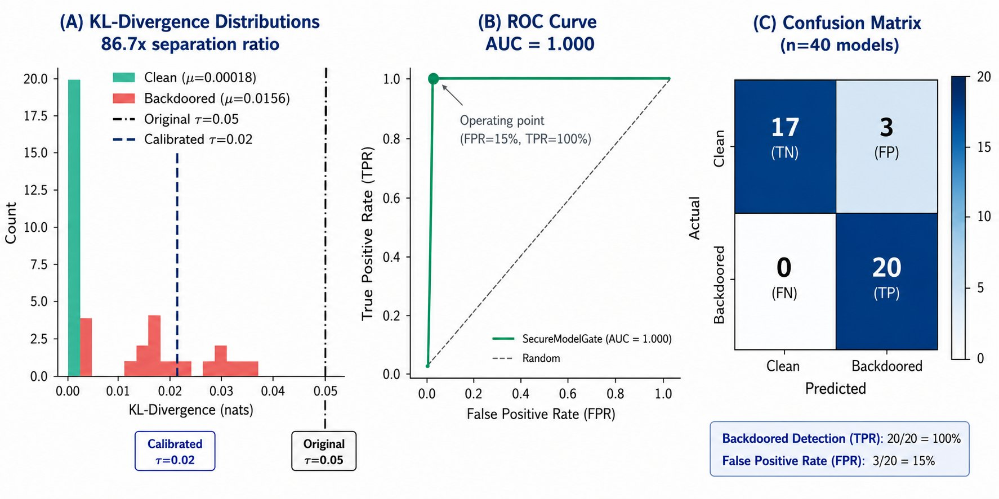 (A) KL-Divergence Distributions
86.7x separation ratio
Clean (μ=0.00018)
Backdoored (μ=0.0156)
Original τ=0.05
Calibrated τ=0.02
Count
20.0
17.5
15.0
12.5
10.0
7.5
5.0
2.5
0.0
0.00 0.01 0.02 0.03 0.04 0.05
KL-Divergence (nats)
Calibrated
τ=0.02
Original
τ=0.05
(B) ROC Curve
AUC = 1.000
True Positive Rate (TPR)
1.0
0.8
0.6
0.4
0.2
0.0
Operating point
(FPR=15%, TPR=100%)
SecureModelGate (AUC = 1.000)
Random
0.0 0.2 0.4 0.6 0.8 1.0
False Positive Rate (FPR)
(C) Confusion Matrix
(n=40 models)
Actual
Clean
Backdoored
17
(TN)
3
(FP)
0
(FN)
20
(TP)
Clean Backdoored
Predicted
20
15
10
5
0
Backdoored Detection (TPR): 20/20 = 100%
False Positive Rate (FPR): 3/20 = 15%